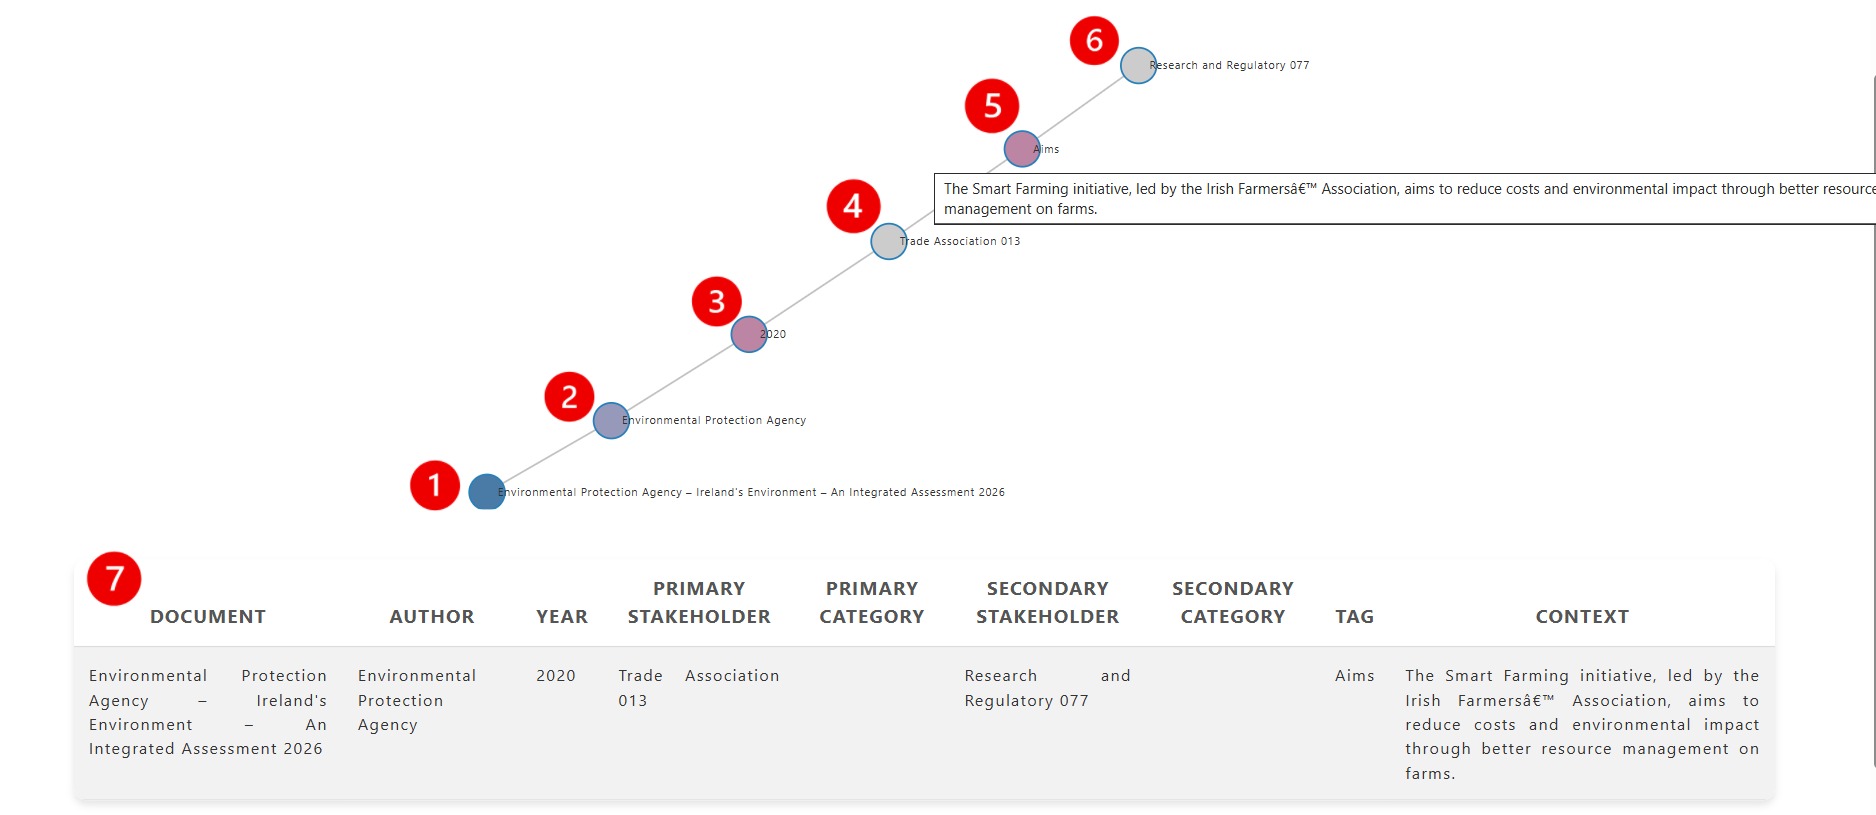 6
Research and Regulatory 077
5
Aims
The Smart Farming initiative, led by the Irish Farmersâ€™ Association, aims to reduce costs and environmental impact through better resource
management on farms.
4
Trade Association 013
3
2020
2
Environmental Protection Agency
1
Environmental Protection Agency – Ireland's Environment – An Integrated Assessment 2026
7
DOCUMENT
AUTHOR
YEAR
PRIMARY
STAKEHOLDER
PRIMARY
CATEGORY
SECONDARY
STAKEHOLDER
SECONDARY
CATEGORY
TAG
CONTEXT
Environmental Protection
Agency – Ireland's
Environment – An
Integrated Assessment 2026
Environmental
Protection
Agency
2020
Trade Association
013
Research and
Regulatory 077
Aims
The Smart Farming initiative, led by the
Irish Farmersâ€™ Association, aims to
reduce costs and environmental impact
through better resource management on
farms.